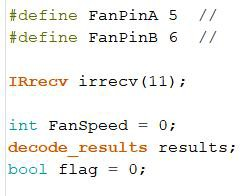 #define FanPinA 5  //
#define FanPinB 6  //
IRrecv irrecv(11);
int FanSpeed = 0;
decode_results results;
bool flag = 0;